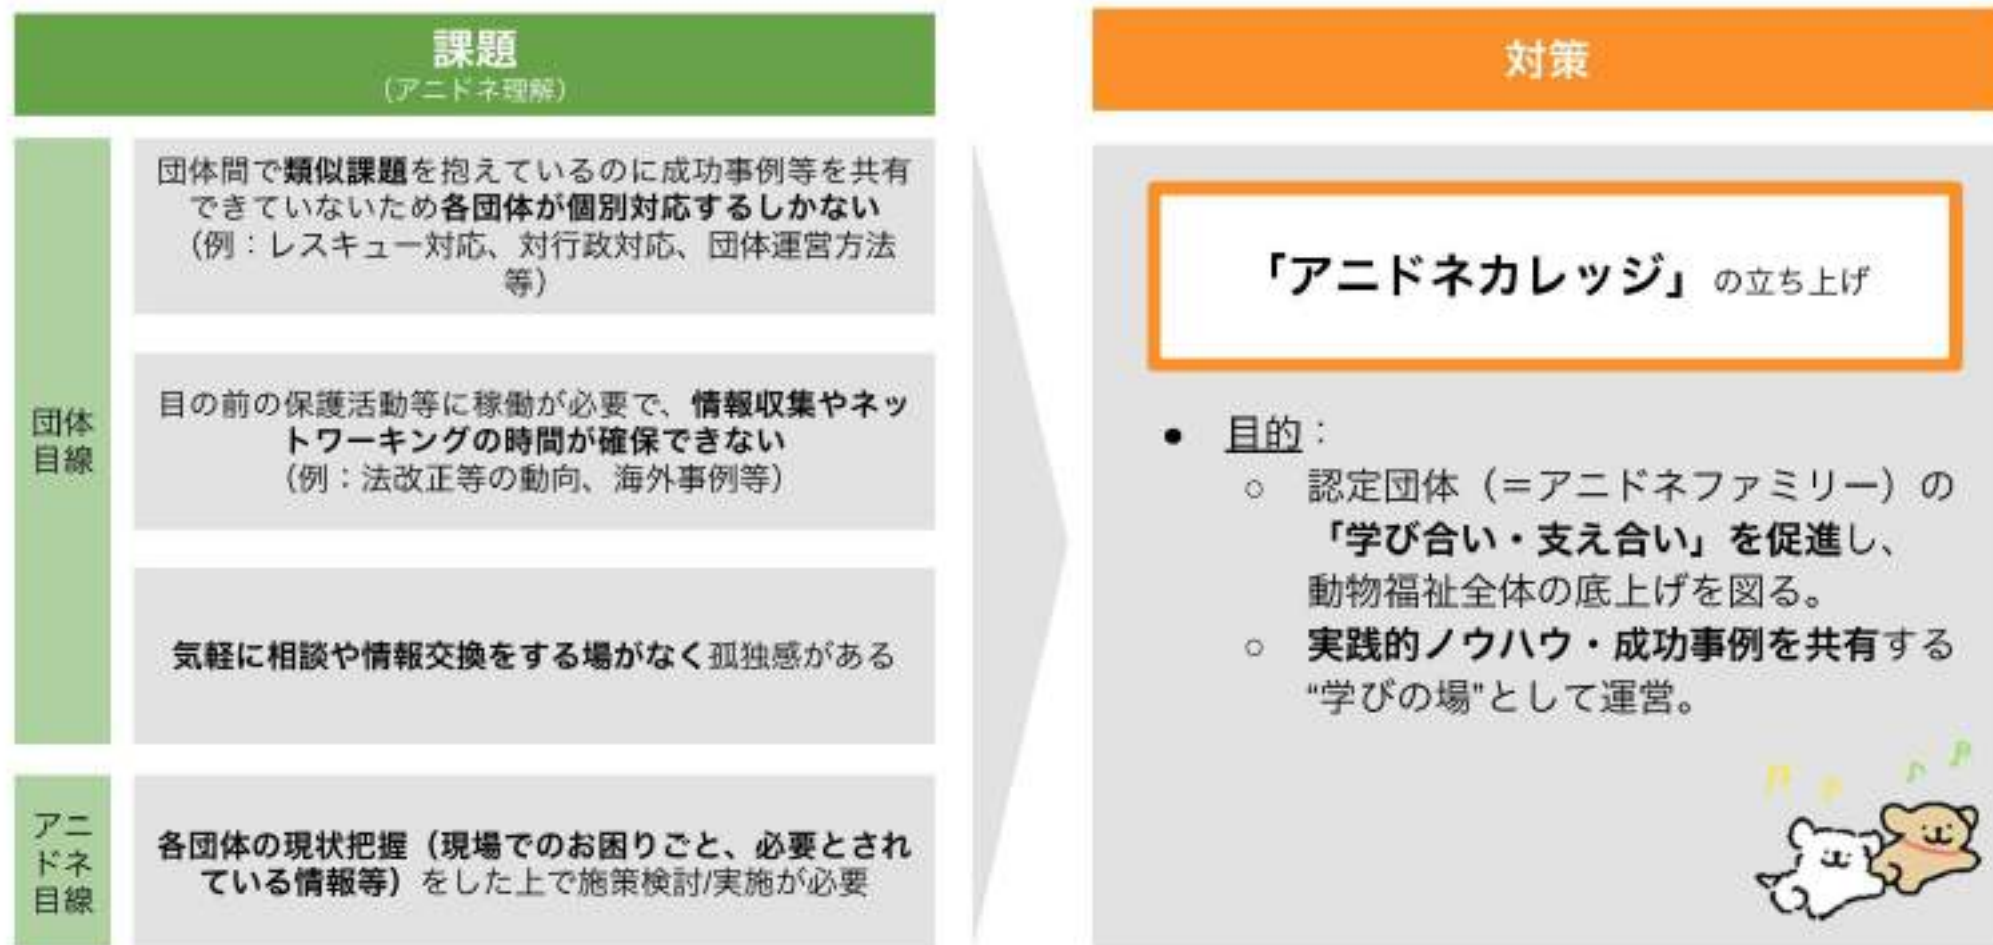 課題
(アニドネ理解)
団体
目線
団体間で類似課題を抱えているのに成功事例等を共有
できていないため各団体が個別対応するしかない
(例：レスキュー対応、対行政対応、団体運営方法
等)
目の前の保護活動等に稼働が必要で、情報収集やネッ
トワーキングの時間が確保できない
(例：法改正等の動向、海外事例等)
気軽に相談や情報交換をする場がなく孤独感がある
アニ
ドネ
目線
各団体の現状把握（現場でのお困りごと、必要とされ
ている情報等）をした上で施策検討/実施が必要
対策
「アニドネカレッジ」の立ち上げ
● 目的：
○ 認定団体（＝アニドネファミリー）の
「学び合い・支え合い」を促進し、
動物福祉全体の底上げを図る。
○ 実践的ノウハウ・成功事例を共有する
“学びの場”として運営。